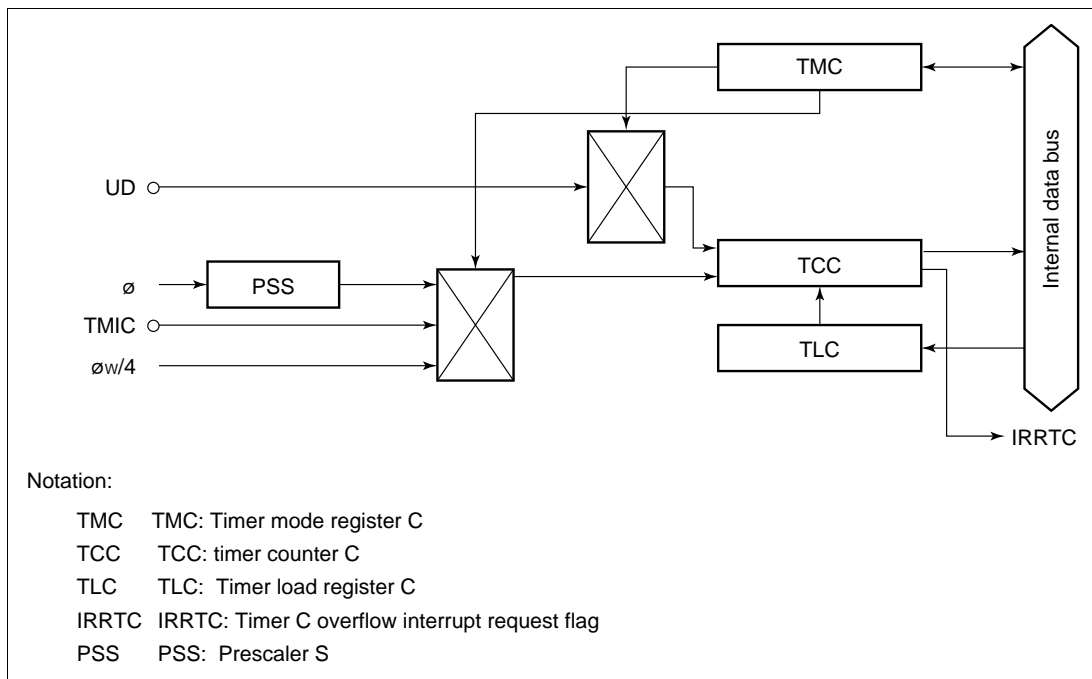 TMC
UD
Internal data bus
TCC
ø
PSS
TMIC
TLC
øw/4
IRRTC
Notation:
TMC TMC: Timer mode register C
TCC TCC: timer counter C
TLC TLC: Timer load register C
IRRTC IRRTC: Timer C overflow interrupt request flag
PSS PSS: Prescaler S